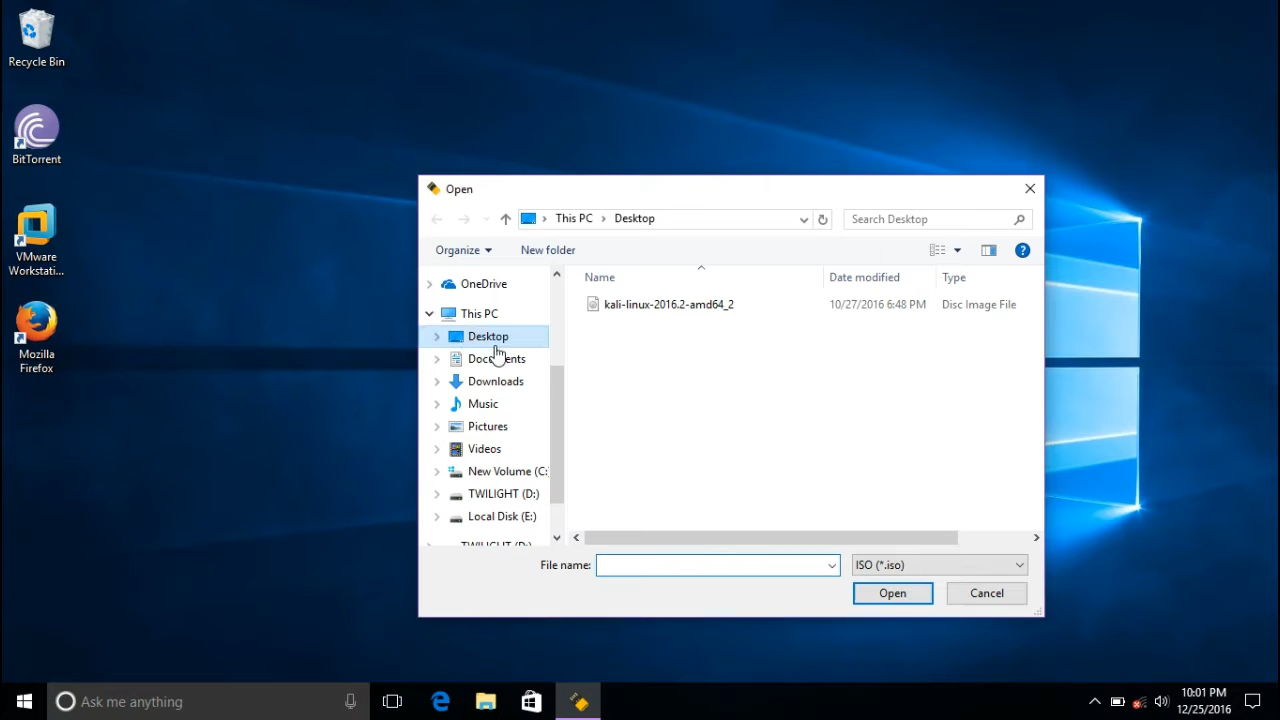 Recycle Bin
BitTorrent
VMware
Workstati...
Mozilla
Firefox
Open
This PC
Desktop
Search Desktop
Organize
New folder
OneDrive
This PC
Desktop
Documents
Downloads
Music
Pictures
Videos
New Volume (C:
TWILIGHT (D:)
Local Disk (E:)
TWILIGHT (D:)
Name
Date modified
Type
kali-linux-2016.2-amd64_2
10/27/2016 6:48 PM
Disc Image File
File name:
ISO (*.iso)
Open
Cancel
Ask me anything
10:01 PM
12/25/2016